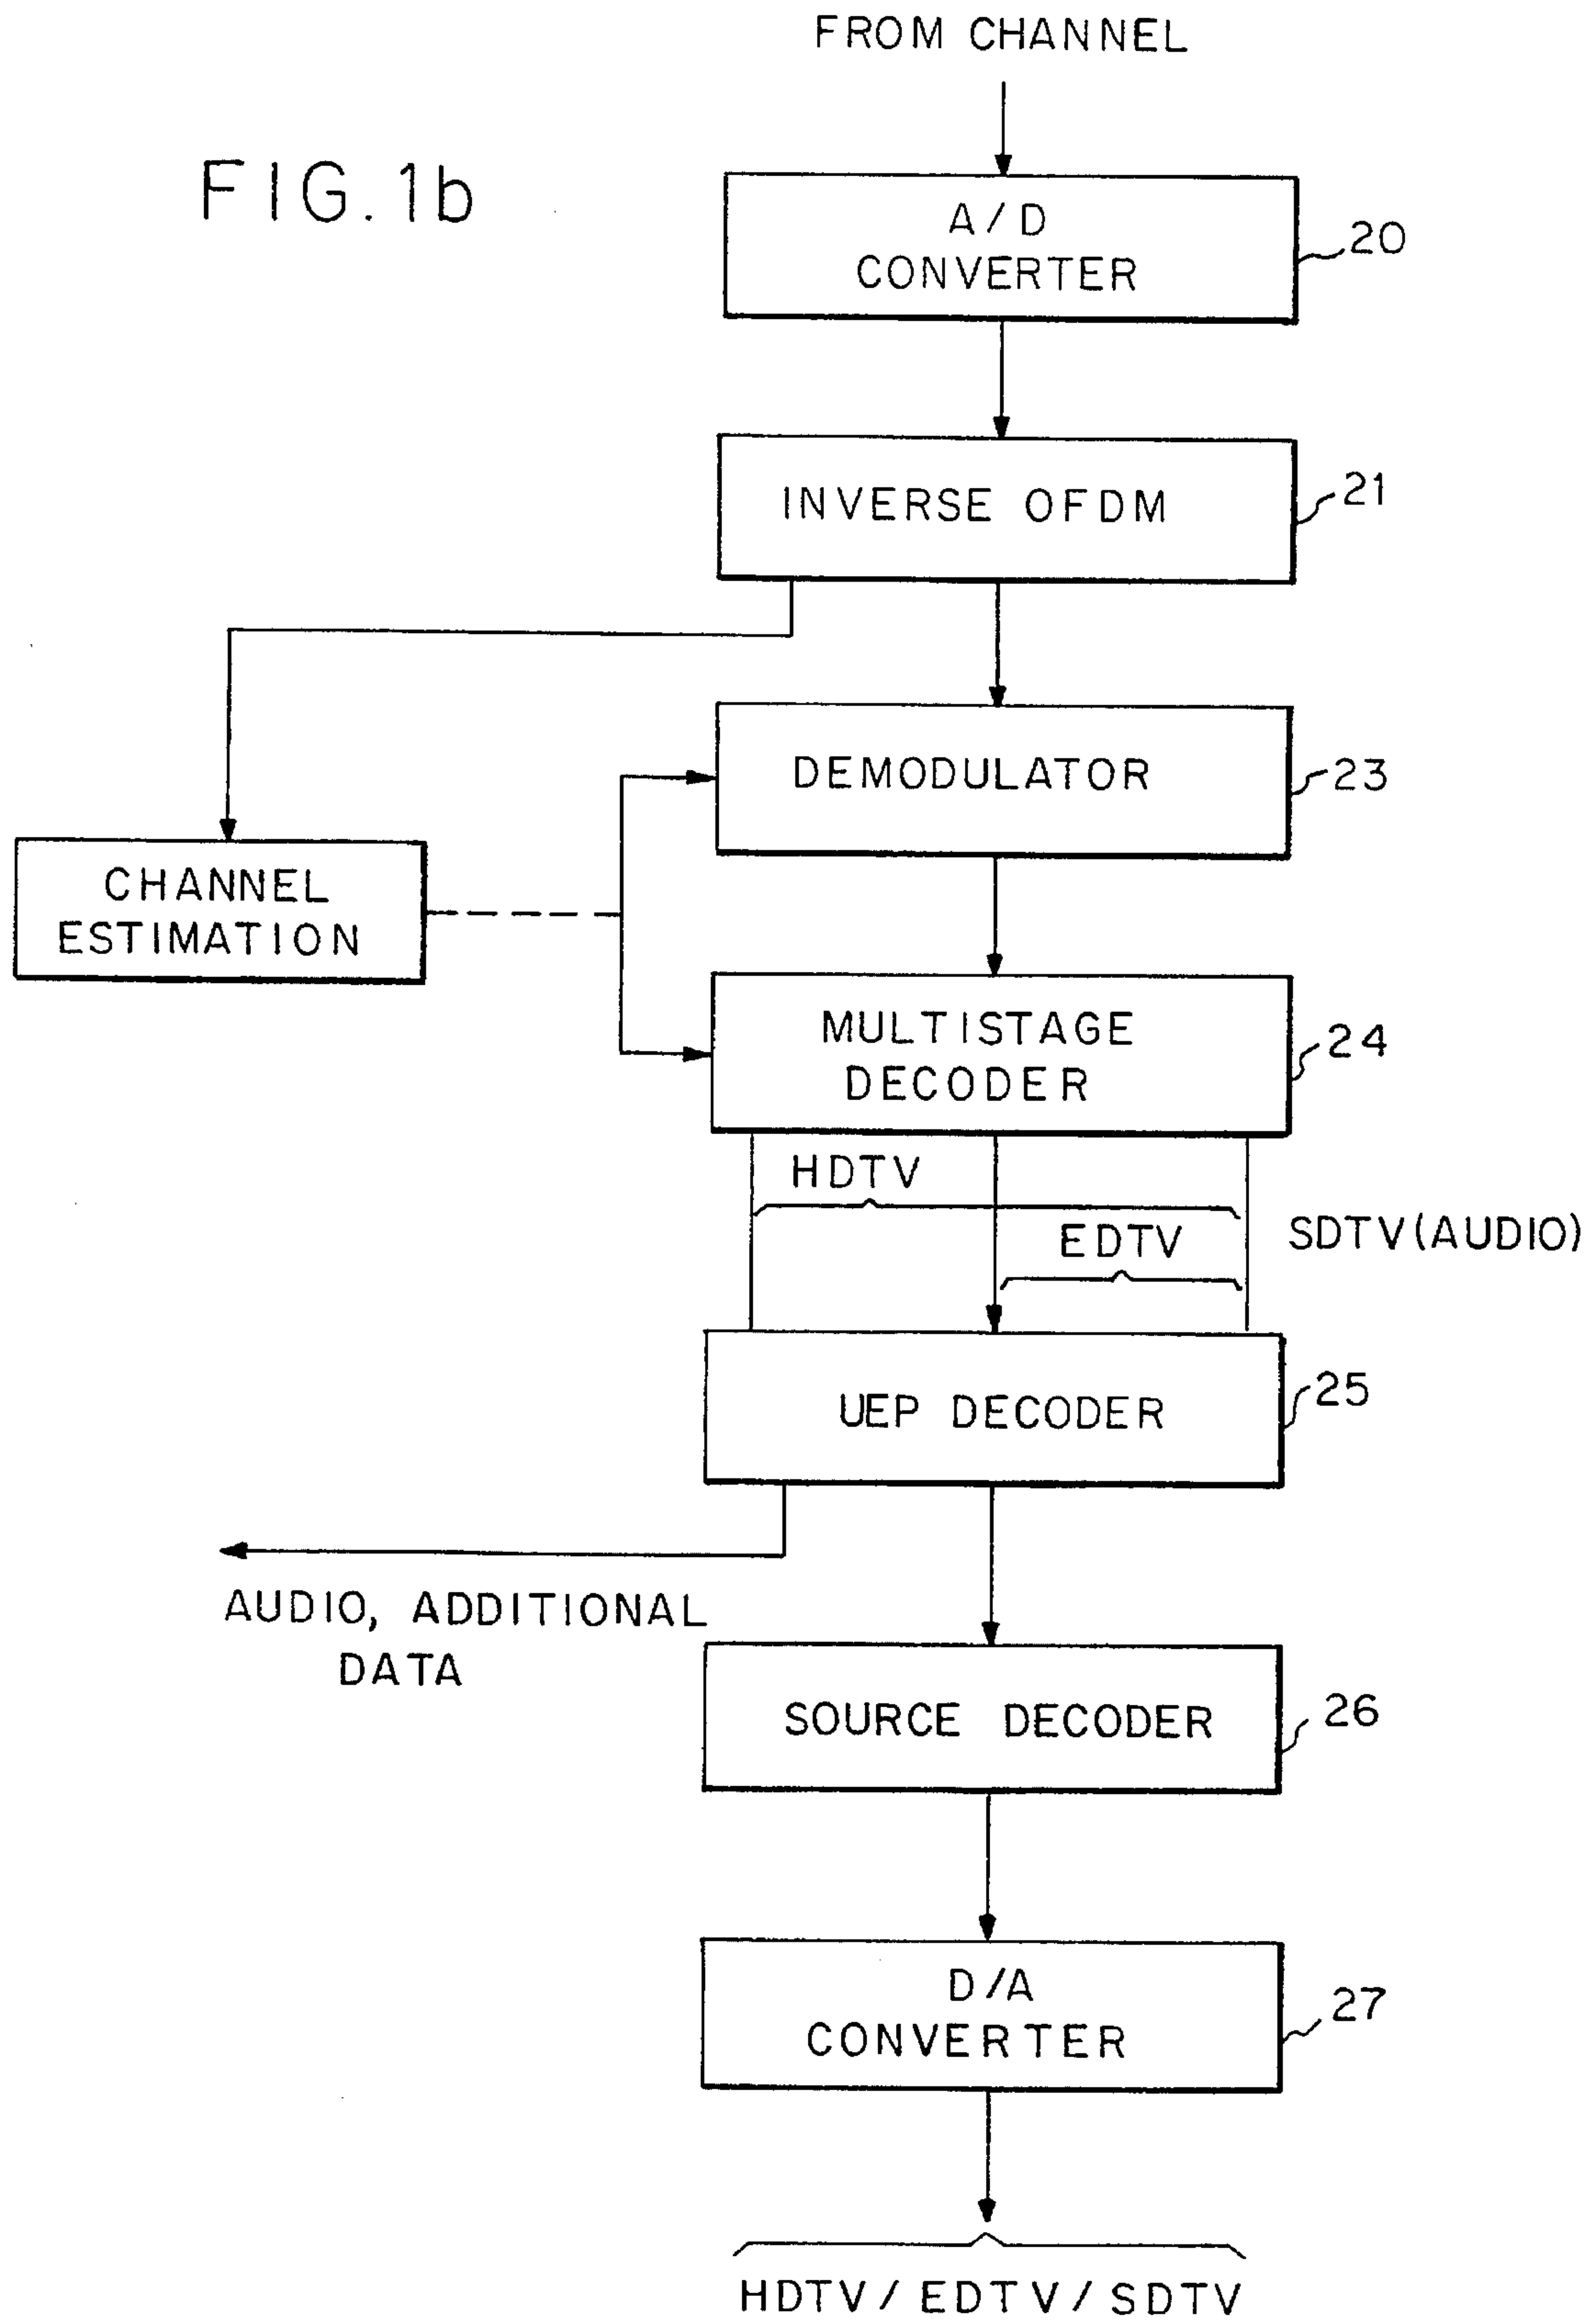 FROM CHANNEL
FIG. 1b
A/D
CONVERTER
20
INVERSE OFDM
21
DEMODULATOR
23
CHANNEL
ESTIMATION
MULTISTAGE
DECODER
24
HDTV
EDTV
SDTV(AUDIO)
UEP DECODER
25
AUDIO, ADDITIONAL
DATA
SOURCE DECODER
26
D/A
CONVERTER
27
HDTV/EDTV/SDTV